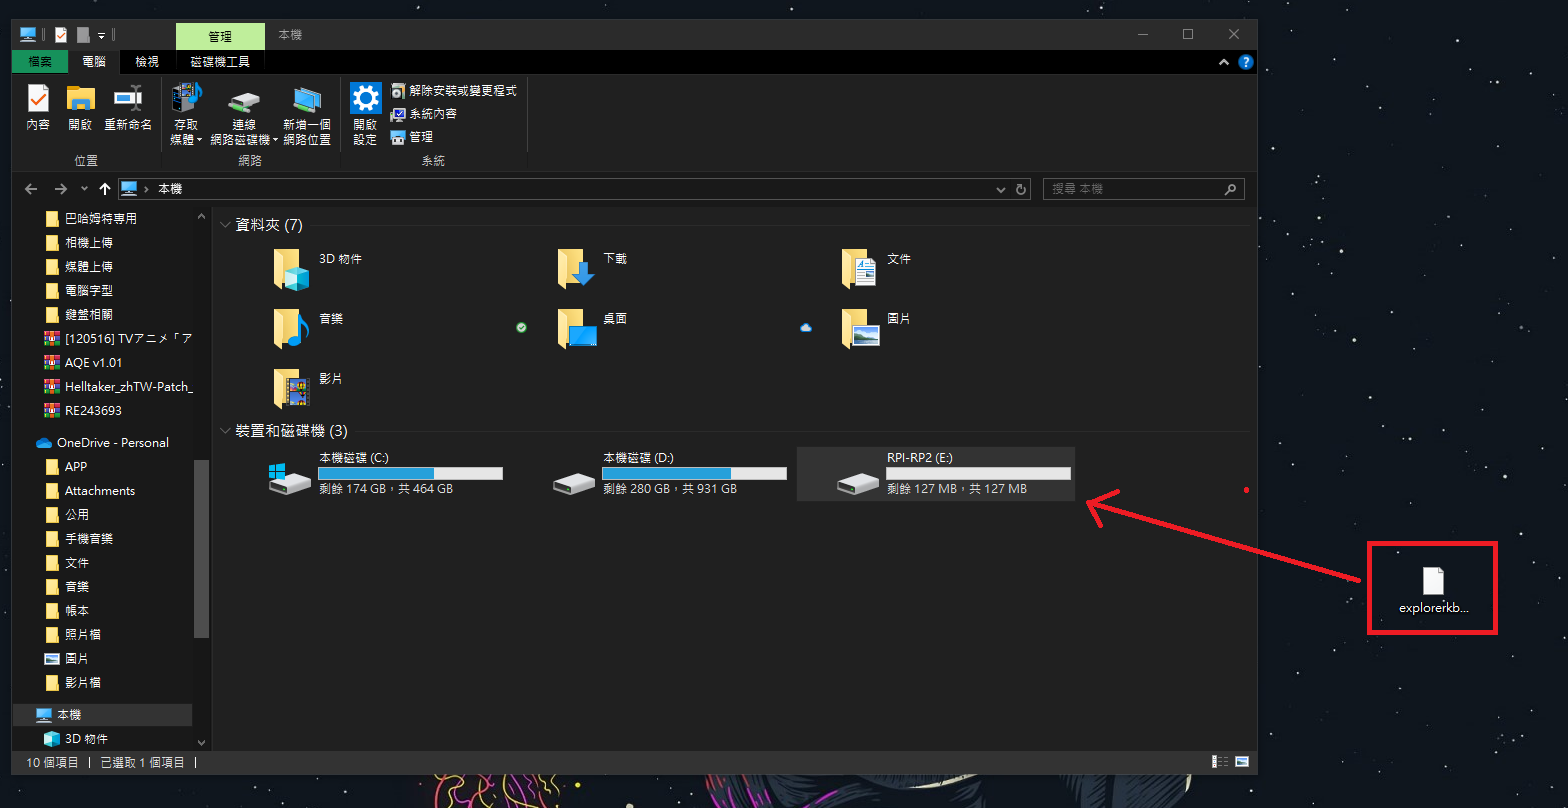 管理
本機
檔案
電腦
檢視
磁碟機工具
內容
開啟
重新命名
位置
存取
媒體
連線
網路磁碟機
新增一個
網路位置
網路
開啟
設定
解除安裝或變更程式
系統內容
管理
系統
本機
搜尋 本機
巴哈姆特專用
相機上傳
媒體上傳
電腦字型
鍵盤相關
[120516] TVアニメ「ア
AQE v1.01
Helltaker_zhTW-Patch_
RE243693
OneDrive - Personal
APP
Attachments
公用
手機音樂
文件
音樂
帳本
照片檔
圖片
影片檔
本機
3D 物件
資料夾 (7)
3D 物件
下載
文件
音樂
桌面
圖片
影片
裝置和磁碟機 (3)
本機磁碟 (C:)
剩餘 174 GB，共 464 GB
本機磁碟 (D:)
剩餘 280 GB，共 931 GB
RPI-RP2 (E:)
剩餘 127 MB，共 127 MB
explorerkb...
10 個項目
已選取 1 個項目